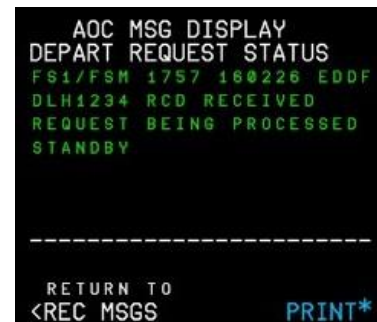 AOC MSG DISPLAY
DEPART REQUEST STATUS
FS1/FSM 1757 160226 EDDF
DLH1234 RCD RECEIVED
REQUEST BEING PROCESSED
STANDBY
------------------------
RETURN TO
<REC MSGS PRINT*